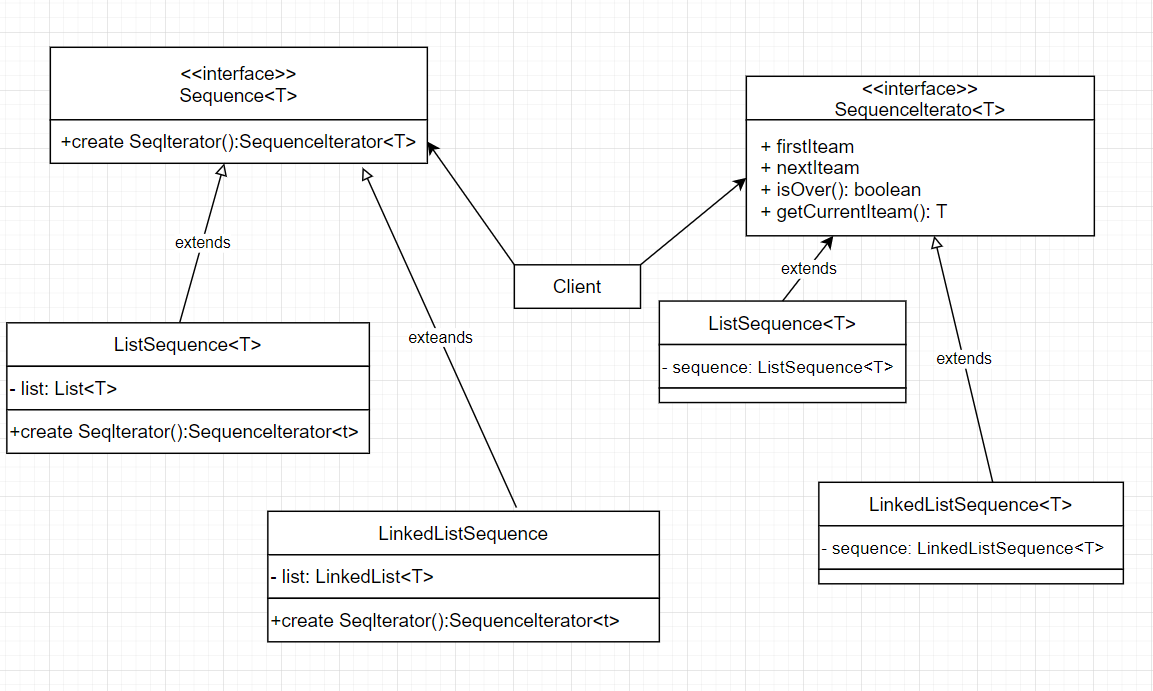 <<interface>>
Sequence<T>
+create SeqIterator():SequenceIterator<T>
<<interface>>
SequenceIterato<T>
+ firstIteam
+ nextIteam
+ isOver(): boolean
+ getCurrentIteam(): T
extends
exteands
Client
extends
extends
ListSequence<T>
- list: List<T>
+create SeqIterator():SequenceIterator<t>
ListSequence<T>
- sequence: ListSequence<T>
LinkedListSequence
- list: LinkedList<T>
+create SeqIterator():SequenceIterator<t>
LinkedListSequence<T>
- sequence: LinkedListSequence<T>